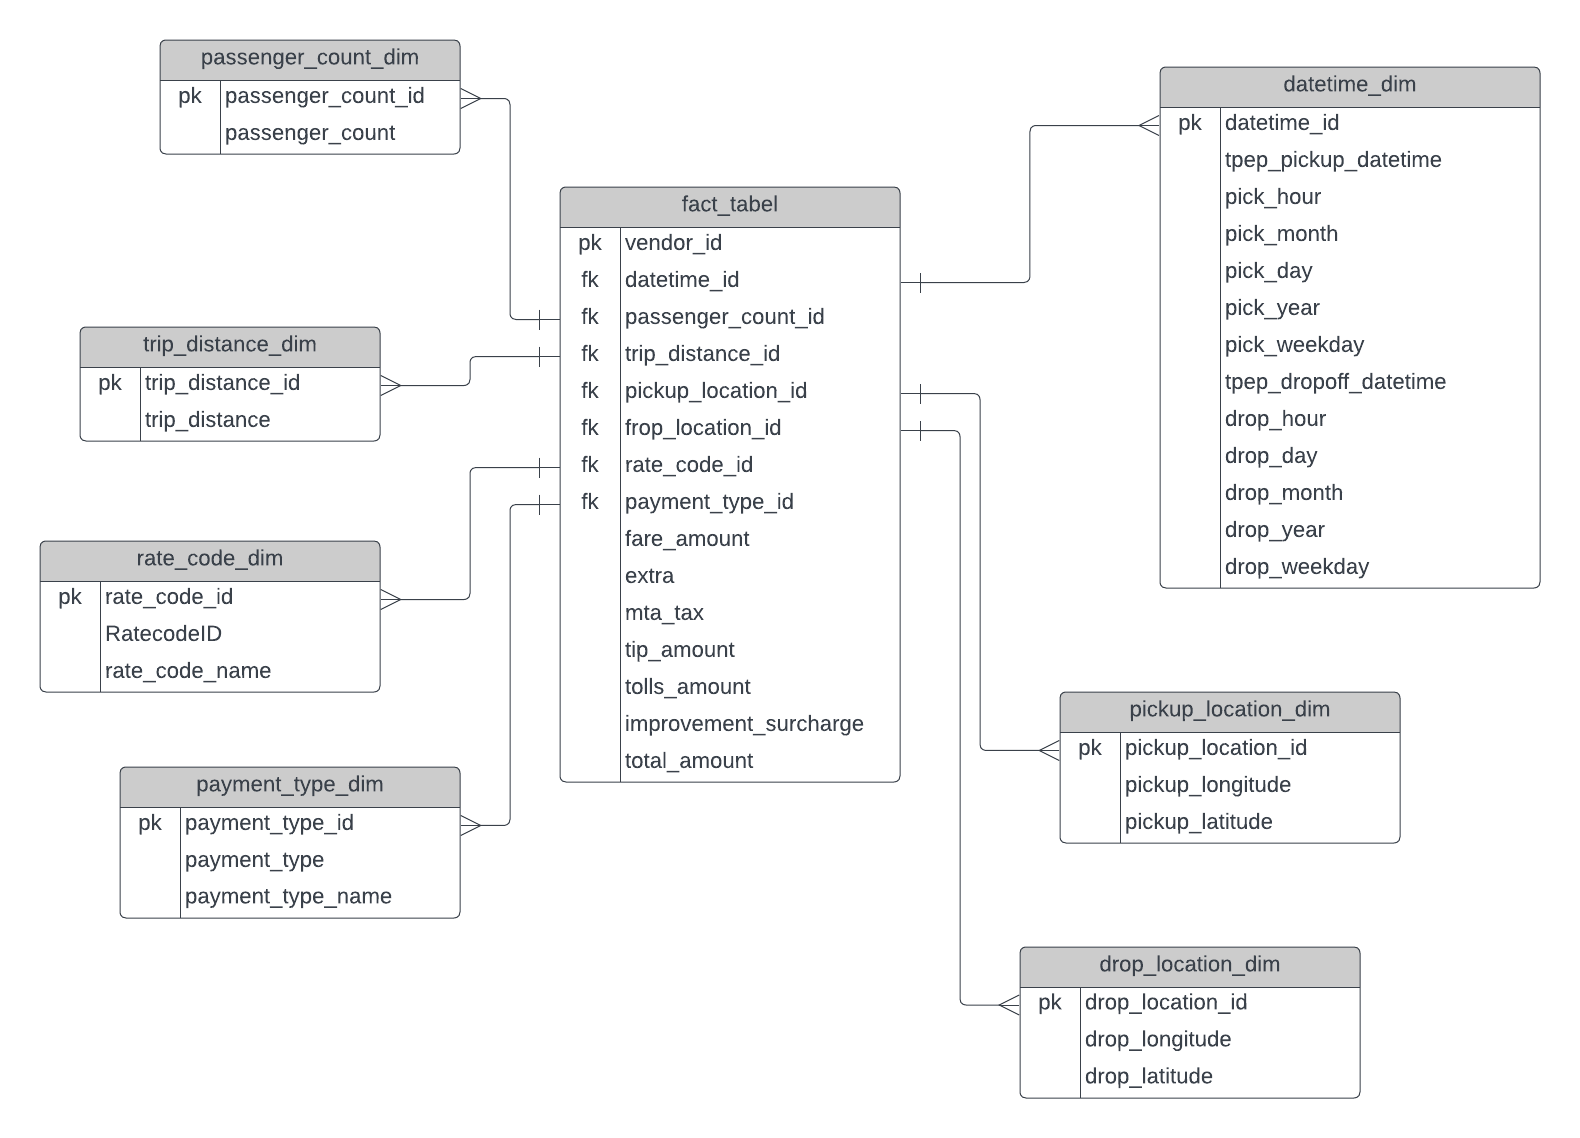 passenger_count_dim
pk passenger_count_id
passenger_count
trip_distance_dim
pk trip_distance_id
trip_distance
rate_code_dim
pk rate_code_id
RatecodeID
rate_code_name
payment_type_dim
pk payment_type_id
payment_type
payment_type_name
fact_tabel
pk vendor_id
fk datetime_id
fk passenger_count_id
fk trip_distance_id
fk pickup_location_id
fk frop_location_id
fk rate_code_id
fk payment_type_id
fare_amount
extra
mta_tax
tip_amount
tolls_amount
improvement_surcharge
total_amount
datetime_dim
pk datetime_id
tpep_pickup_datetime
pick_hour
pick_month
pick_day
pick_year
pick_weekday
tpep_dropoff_datetime
drop_hour
drop_day
drop_month
drop_year
drop_weekday
pickup_location_dim
pk pickup_location_id
pickup_longitude
pickup_latitude
drop_location_dim
pk drop_location_id
drop_longitude
drop_latitude